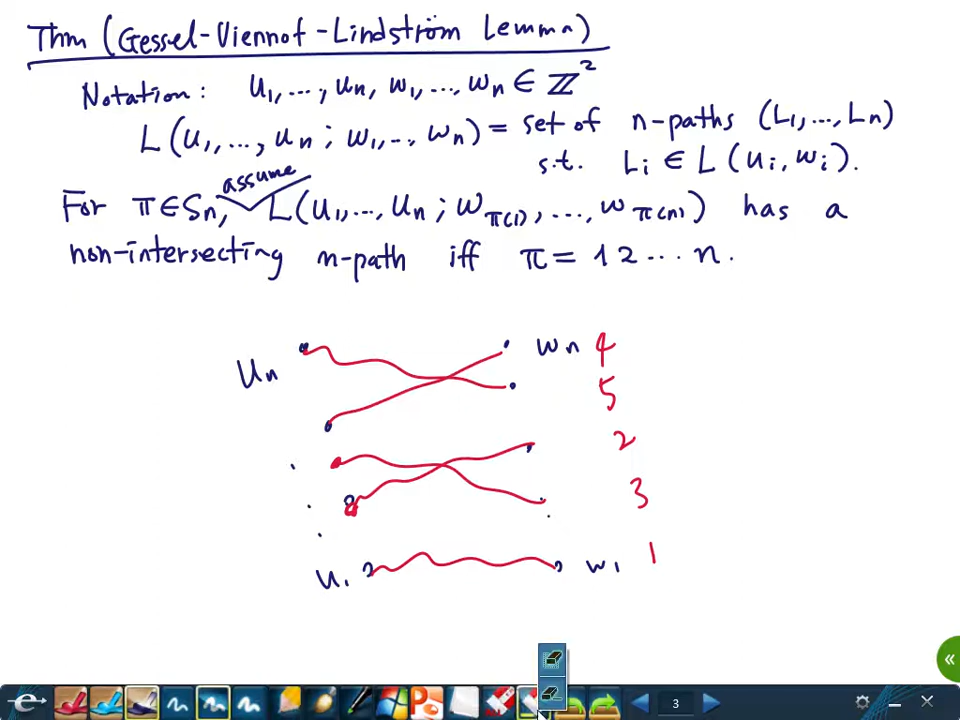 Thm (Gessel-Viennot-Lindström Lemma)
Notation: u1,...,un, w1,...,wn ∈ ℤ²
L(u1,...,un; w1,...,wn) = set of n-paths (L1,...,Ln)
s.t. Li ∈ L(ui, wi).
assume
For π∈Sn, L(u1,...,un; wπ(1),...,wπ(n)) has a
non-intersecting n-path iff π = 12...n.
un wn 4
5
2
3
u1 w1 1
3